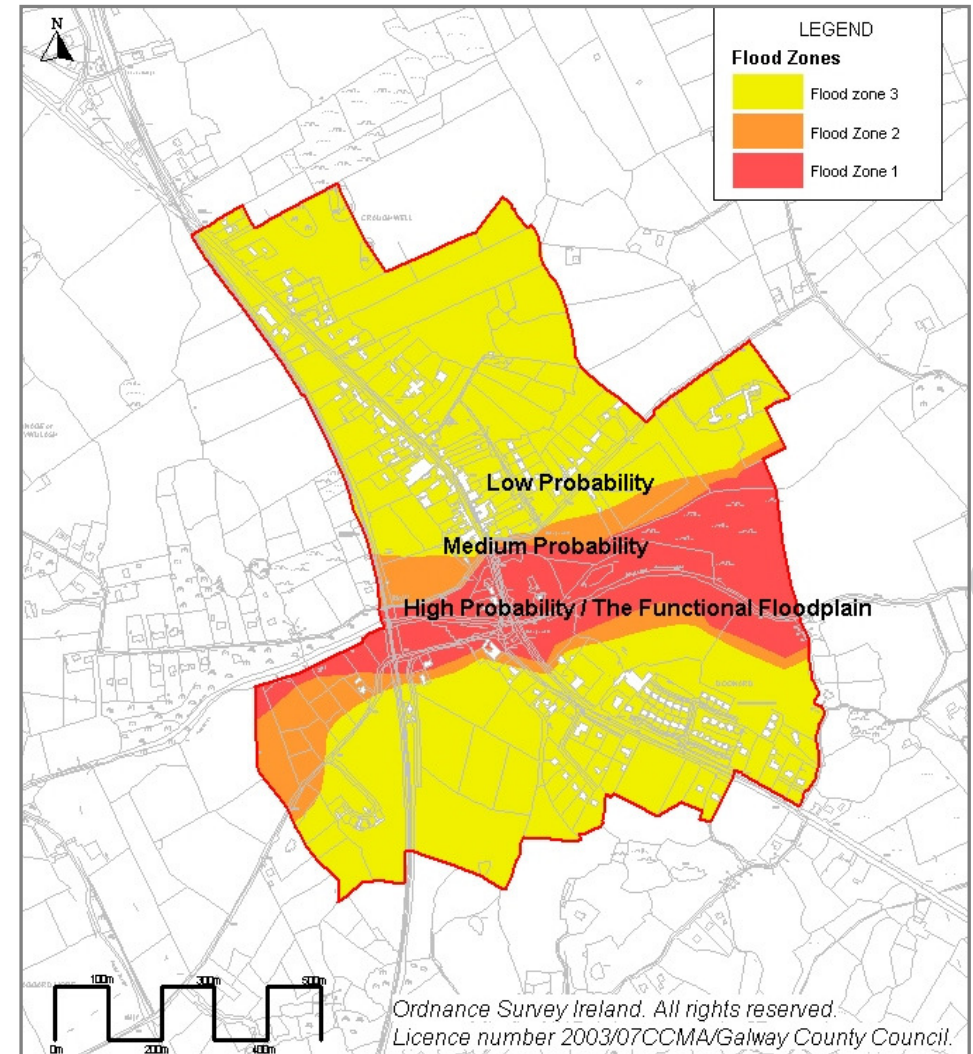 N
LEGEND
Flood Zones
Flood zone 3
Flood Zone 2
Flood Zone 1
CROUGHWELL
Low Probability
Medium Probability
High Probability / The Functional Floodplain
100m
300m
500m
0m
200m
400m
Ordnance Survey Ireland. All rights reserved.
Licence number 2003/07CCMA/Galway County Council.